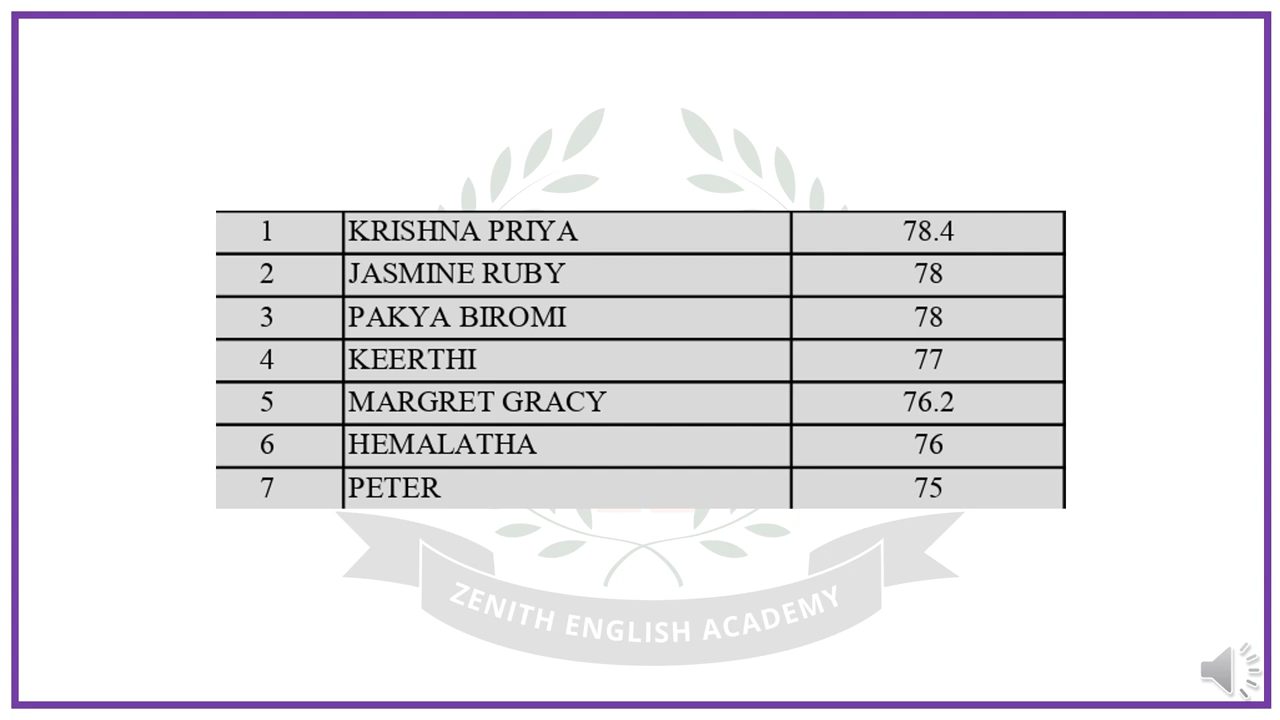 1 KRISHNA PRIYA 78.4
2 JASMINE RUBY 78
3 PAKYA BIROMI 78
4 KEERTHI 77
5 MARGRET GRACY 76.2
6 HEMALATHA 76
7 PETER 75
ZENITH ENGLISH ACADEMY